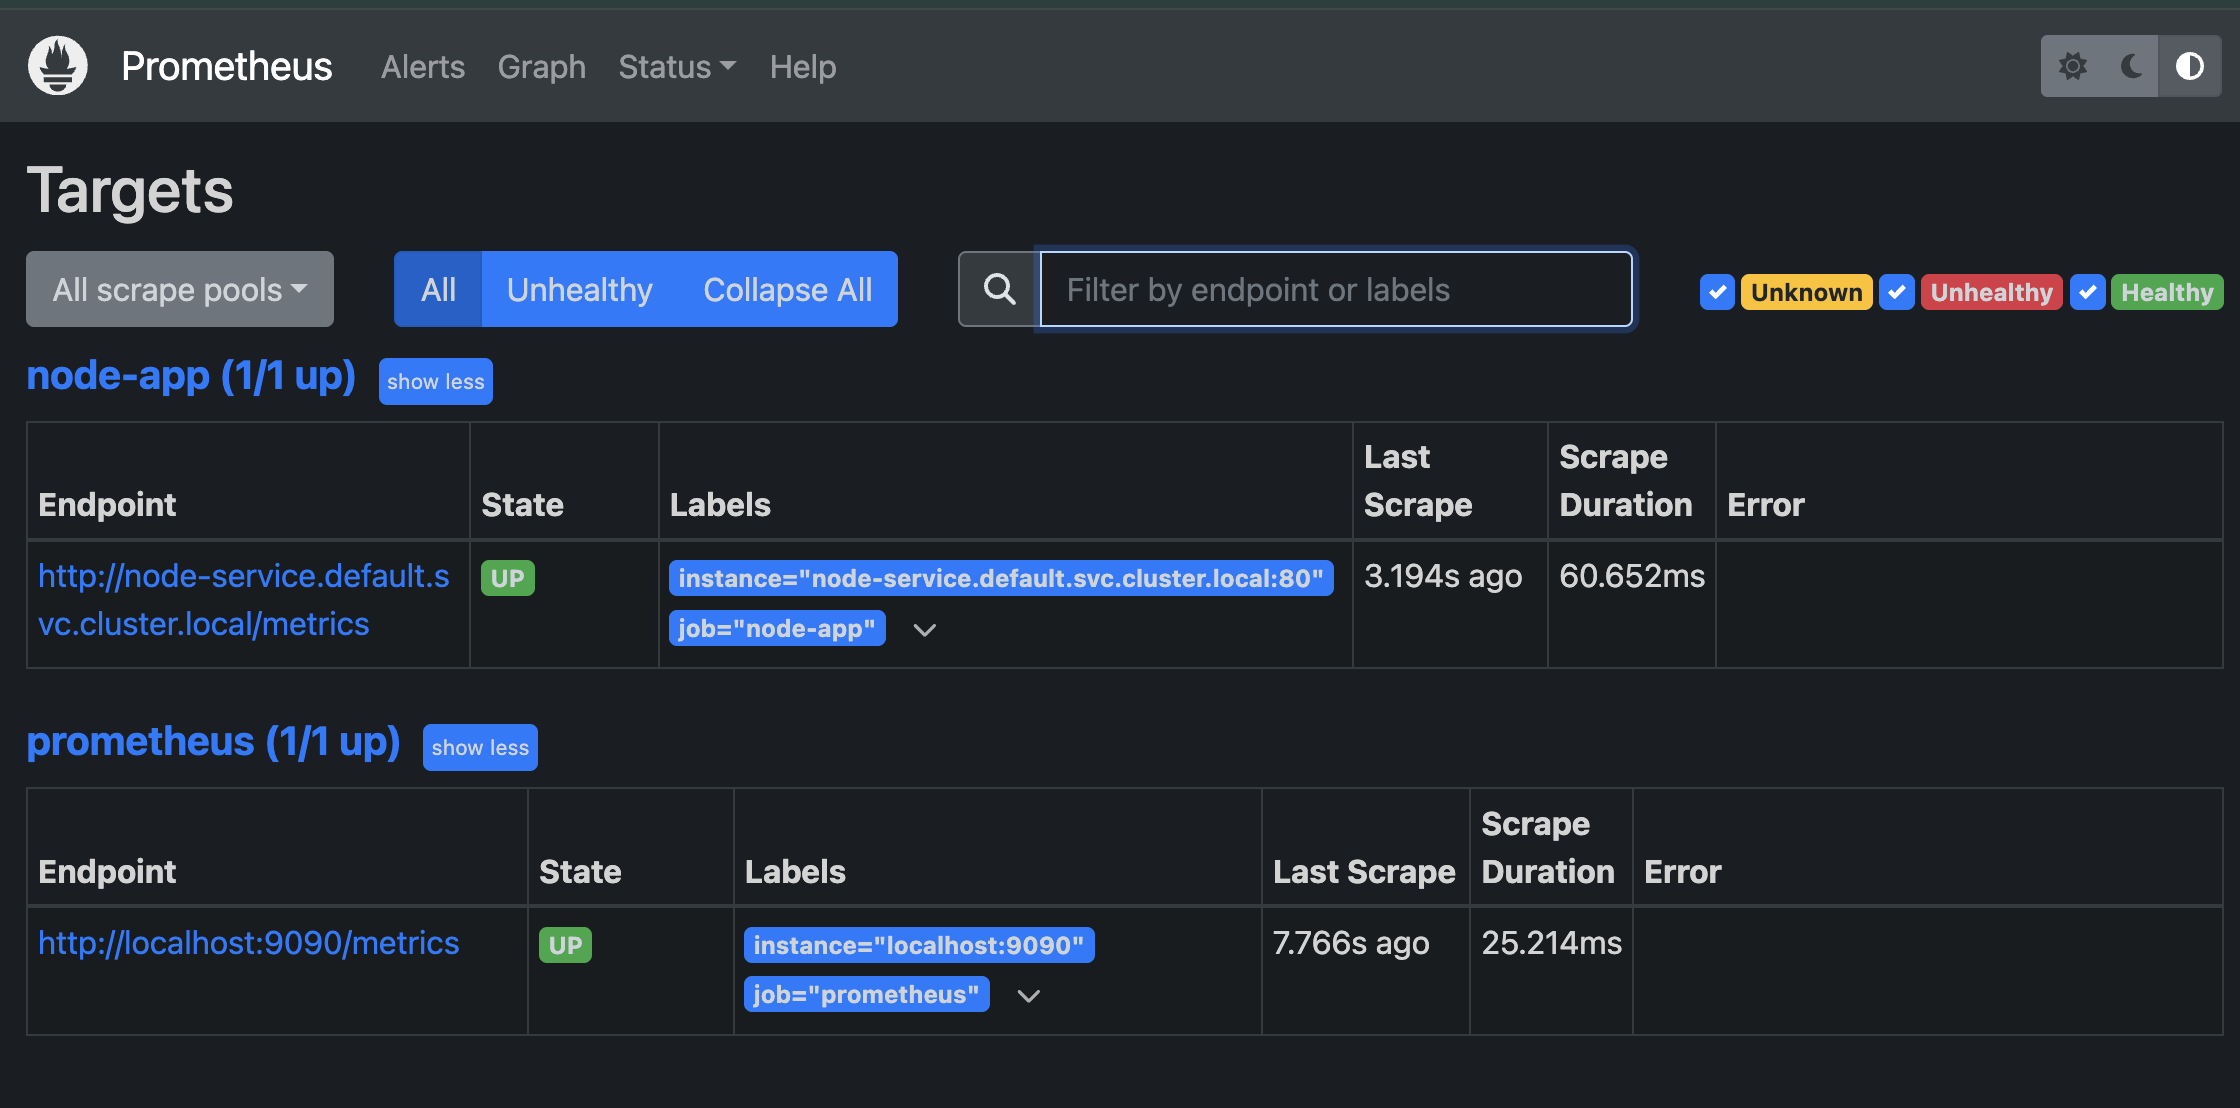 Prometheus Alerts Graph Status Help
Targets
All scrape pools All Unhealthy Collapse All Filter by endpoint or labels Unknown Unhealthy Healthy
node-app (1/1 up) show less
Endpoint State Labels Last Scrape Scrape Duration Error
http://node-service.default.s
vc.cluster.local/metrics
UP
instance="node-service.default.svc.cluster.local:80"
job="node-app"
3.194s ago
60.652ms
prometheus (1/1 up) show less
Endpoint State Labels Last Scrape Scrape Duration Error
http://localhost:9090/metrics
UP
instance="localhost:9090"
job="prometheus"
7.766s ago
25.214ms